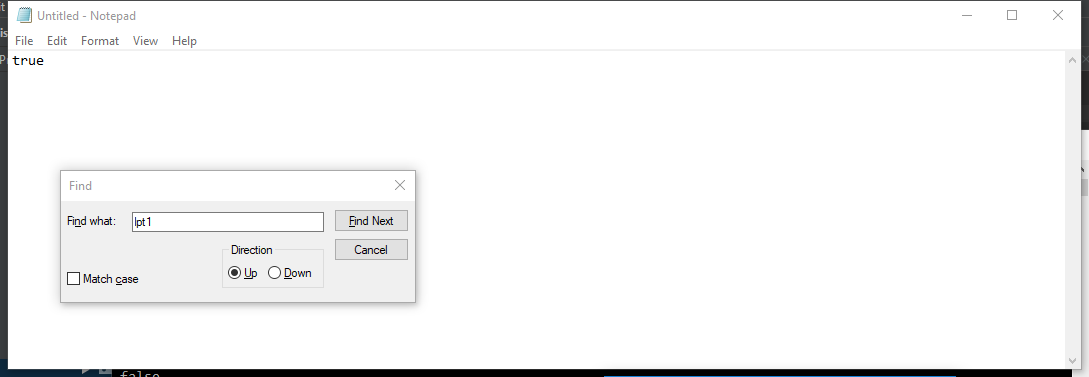 Untitled - Notepad
File Edit Format View Help
true
Find
Find what: lpt1
Find Next
Direction
Cancel
Up Down
Match case
false